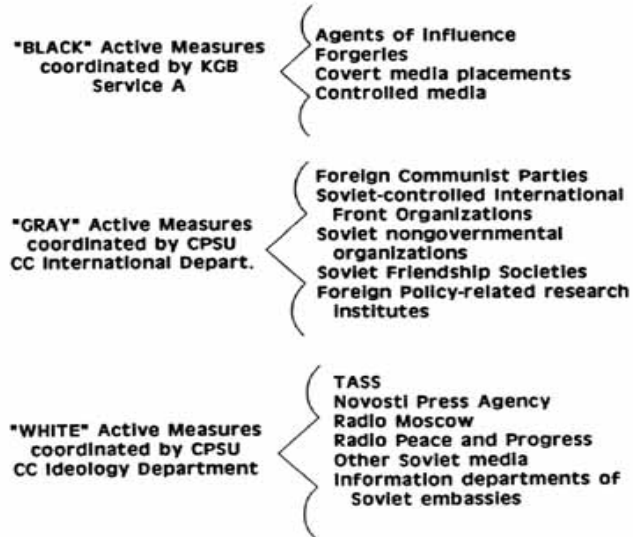 "BLACK" Active Measures
coordinated by KGB
Service A
Agents of Influence
Forgeries
Covert media placements
Controlled media
"GRAY" Active Measures
coordinated by CPSU
CC International Depart.
Foreign Communist Parties
Soviet-controlled International
Front Organizations
Soviet nongovernmental
organizations
Soviet Friendship Societies
Foreign Policy-related research
institutes
"WHITE" Active Measures
coordinated by CPSU
CC Ideology Department
TASS
Novosti Press Agency
Radio Moscow
Radio Peace and Progress
Other Soviet media
Information departments of
Soviet embassies